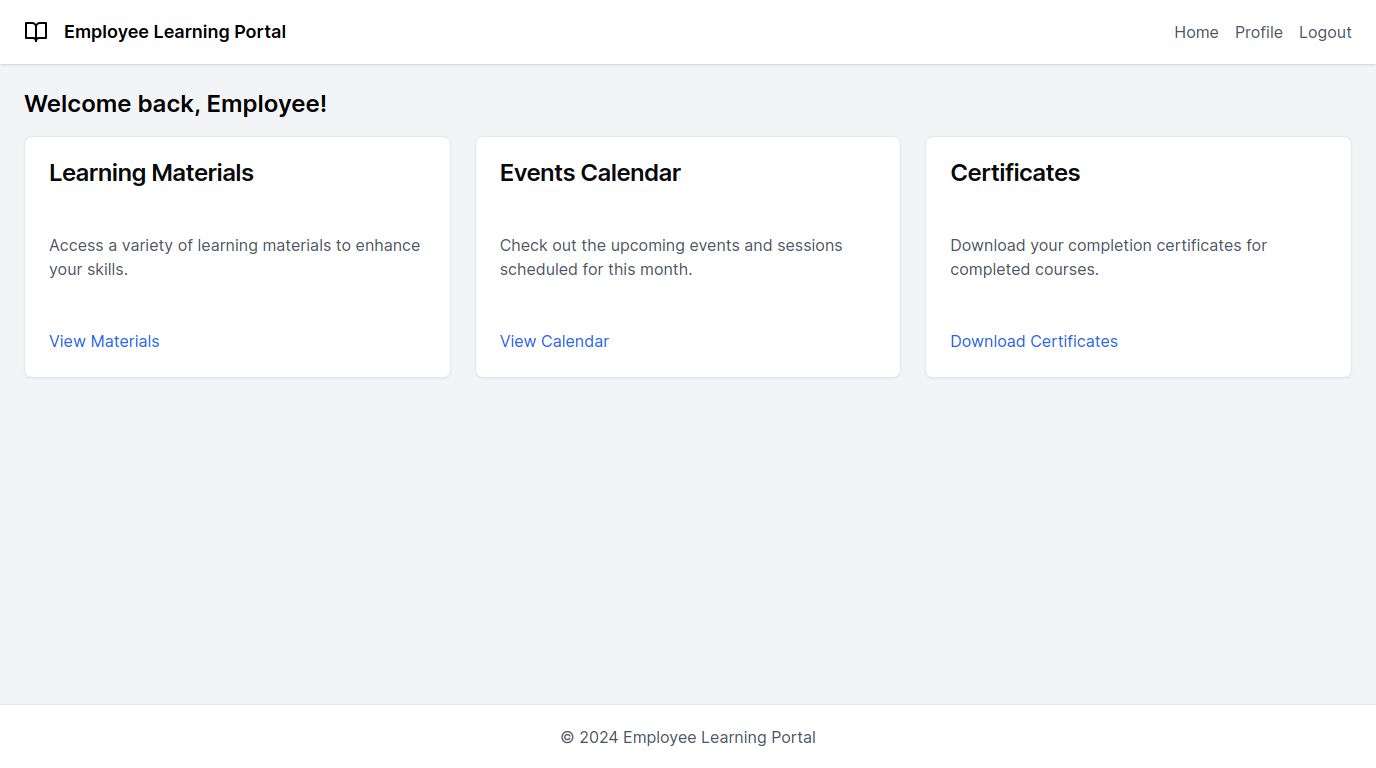 Employee Learning Portal
Home Profile Logout
Welcome back, Employee!
Learning Materials
Access a variety of learning materials to enhance
your skills.
View Materials
Events Calendar
Check out the upcoming events and sessions
scheduled for this month.
View Calendar
Certificates
Download your completion certificates for
completed courses.
Download Certificates
© 2024 Employee Learning Portal